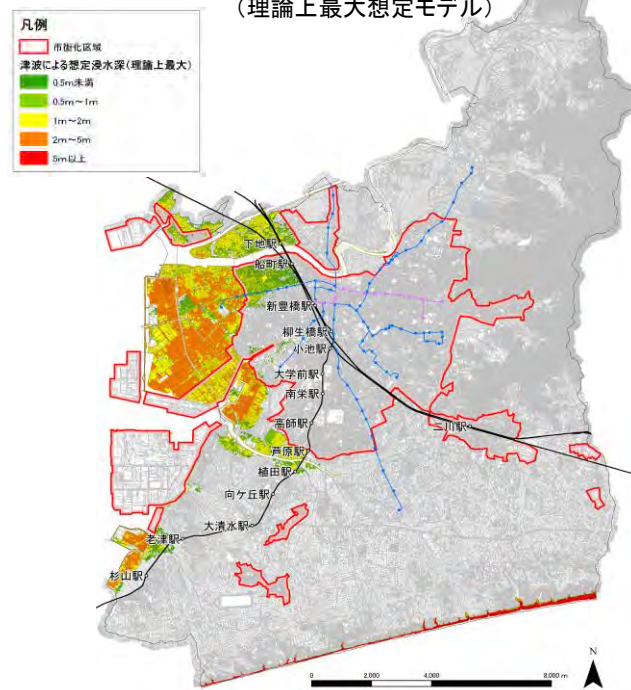 (理論上最大想定モデル)
凡例
市街化区域
津波による想定浸水深(理論上最大)
0.5m未満
0.5m～1m
1m～2m
2m～5m
5m以上
下地駅
船町駅
新豊橋駅
柳生橋駅
小池駅
大学前駅
南栄駅
高師駅
二川駅
芦原駅
植田駅
向ケ丘駅
大清水駅
老津駅
杉山駅
N
0 2,000 4,000 8,000 m